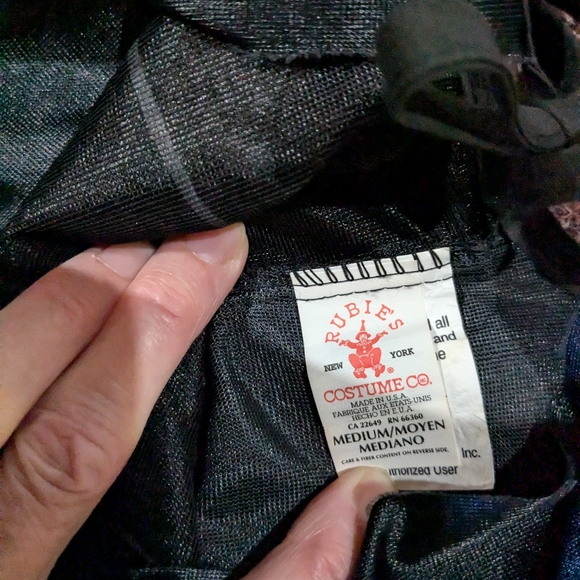 RUBIE'S
NEW YORK
®
COSTUME CO.
MADE IN U.S.A.
FABRIQUE AUX ETATS-UNIS
HECHO EN E.U.A.
CA 22649 RN 66360
MEDIUM/MOYEN
MEDIANO
CARE & FIBER CONTENT ON REVERSE SIDE.
all
and
Inc.
User